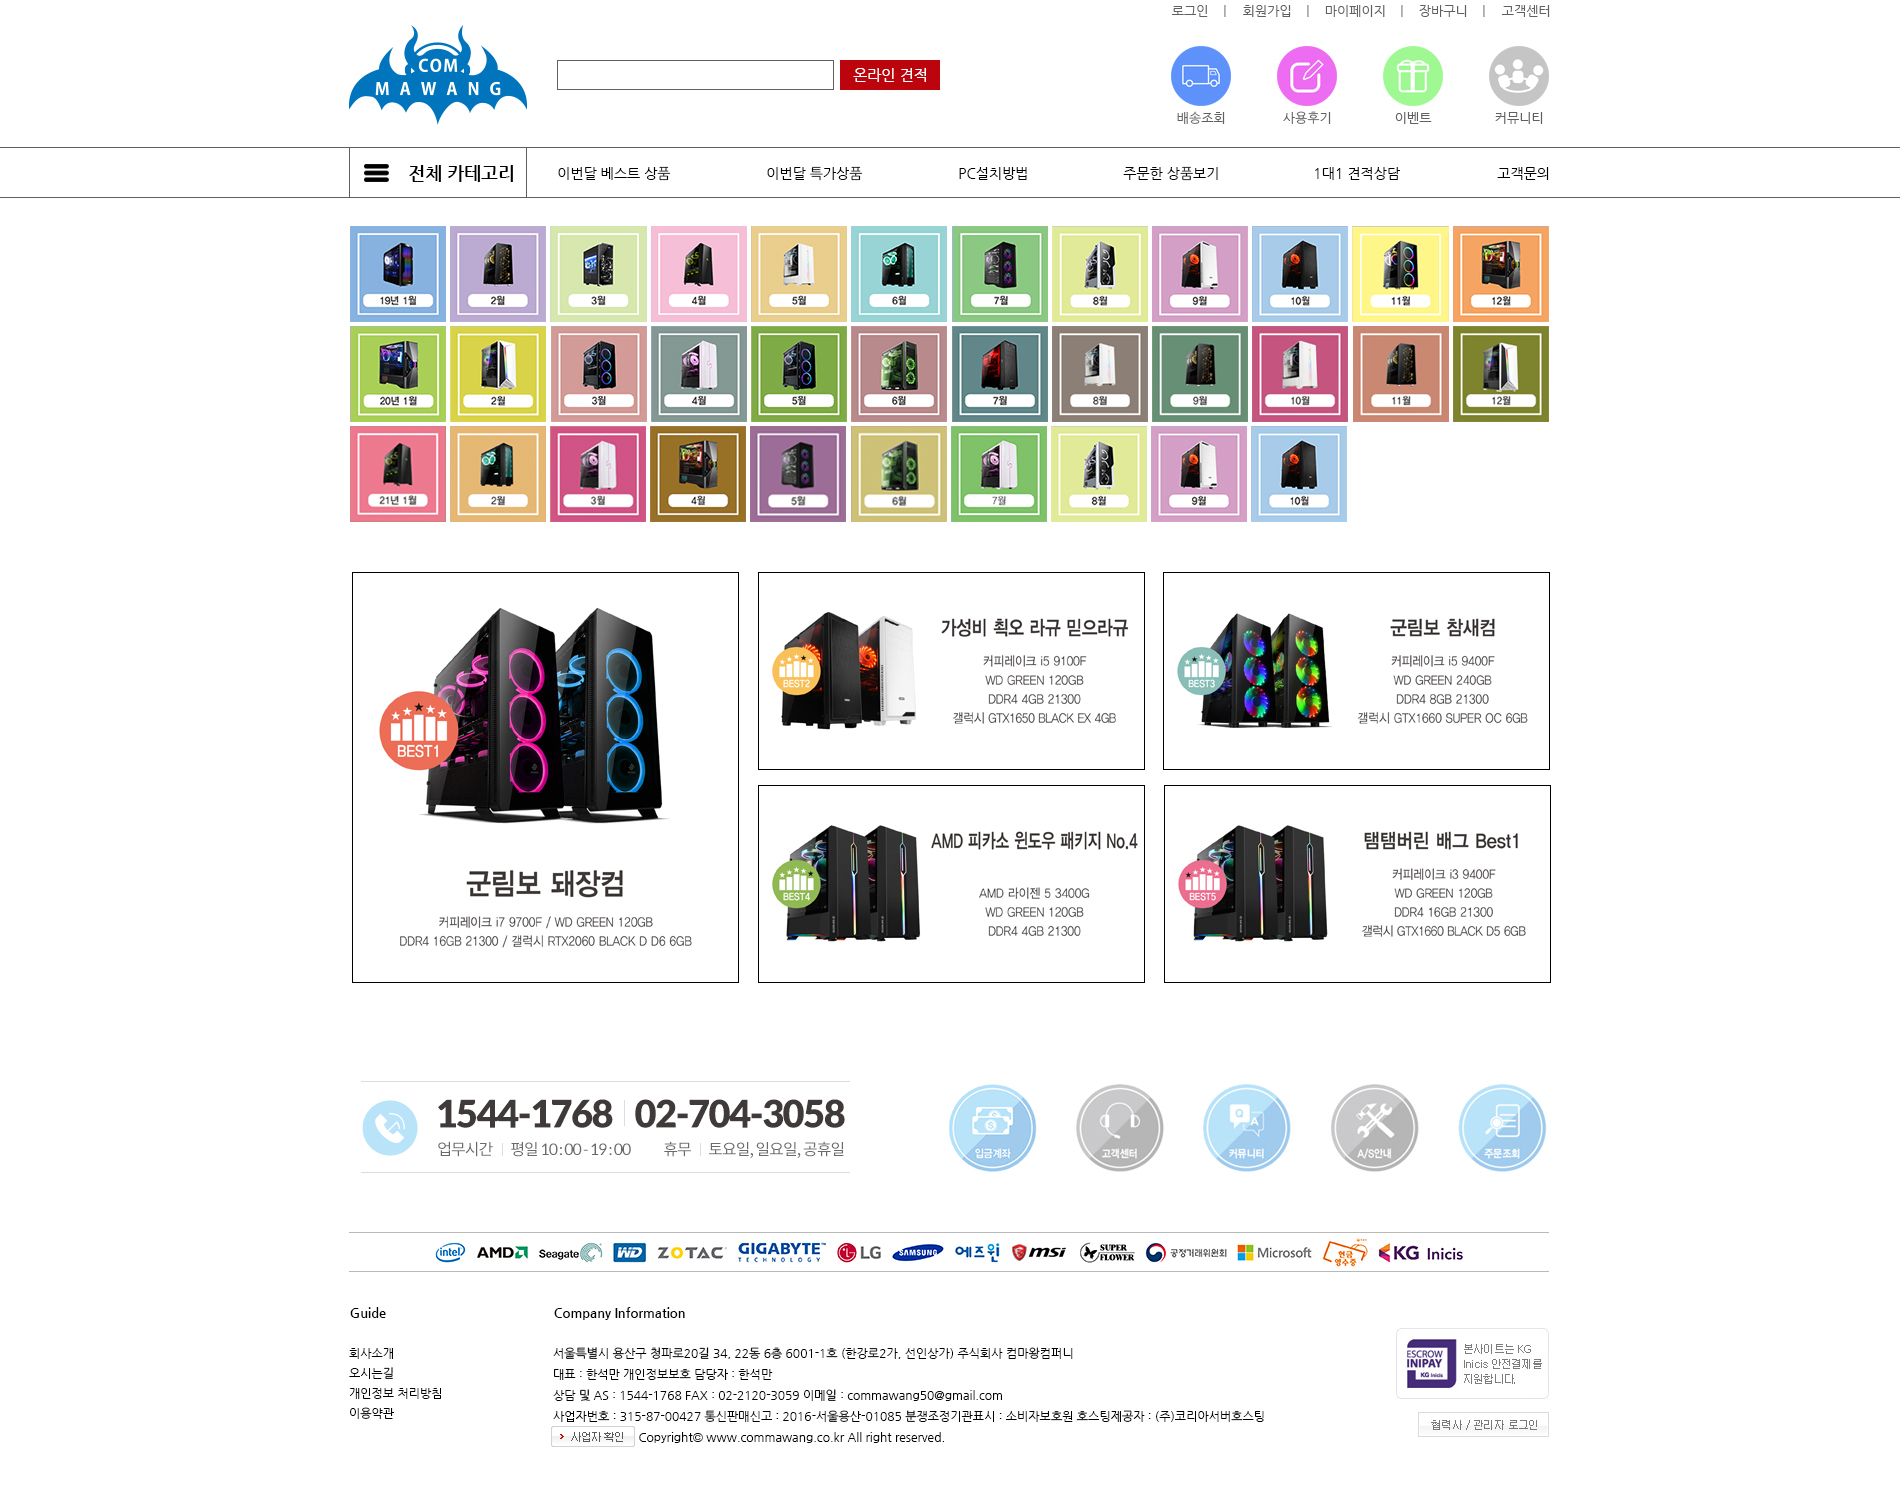 로그인 | 회원가입 | 마이페이지 | 장바구니 | 고객센터
COM
MAWANG
온라인 견적
배송조회 사용후기 이벤트 커뮤니티
전체 카테고리 이번달 베스트 상품 이번달 특가상품 PC설치방법 주문한 상품보기 1대1 견적상담 고객문의
19년 1월 2월 3월 4월 5월 6월 7월 8월 9월 10월 11월 12월
20년 1월 2월 3월 4월 5월 6월 7월 8월 9월 10월 11월 12월
21년 1월 2월 3월 4월 5월 6월 7월 8월 9월 10월
BEST1
군림보 돼장컴
커피레이크 i7 9700F / WD GREEN 120GB
DDR4 16GB 21300 / 갤럭시 RTX2060 BLACK D D6 6GB
BEST2
가성비 쵝오 라규 믿으라규
커피레이크 i5 9100F
WD GREEN 120GB
DDR4 4GB 21300
갤럭시 GTX1650 BLACK EX 4GB
BEST3
군림보 참새컴
커피레이크 i5 9400F
WD GREEN 240GB
DDR4 8GB 21300
갤럭시 GTX1660 SUPER OC 6GB
BEST4
AMD 피카소 윈도우 패키지 No.4
AMD 라이젠 5 3400G
WD GREEN 120GB
DDR4 4GB 21300
BEST5
탬탬버린 배그 Best1
커피레이크 i3 9400F
WD GREEN 120GB
DDR4 16GB 21300
갤럭시 GTX1660 BLACK D5 6GB
1544-1768 | 02-704-3058
업무시간 | 평일 10:00-19:00 휴무 | 토요일, 일요일, 공휴일
입금계좌 고객센터 Q A 커뮤니티 A/S안내 주문조회
intel AMD Seagate WD ZOTAC GIGABYTE TECHNOLOGY LG SAMSUNG 에즈윈 msi SUPER FLOWER 공정거래위원회 Microsoft 현금영수증 KG Inicis
Guide
회사소개
오시는길
개인정보 처리방침
이용약관
Company Information
서울특별시 용산구 청파로20길 34, 22동 6층 6001-1호 (한강로2가, 선인상가) 주식회사 컴마왕컴퍼니
대표 : 한석만 개인정보보호 담당자 : 한석만
상담 및 AS : 1544-1768 FAX : 02-2120-3059 이메일 : commawang50@gmail.com
사업자번호 : 315-87-00427 통신판매신고 : 2016-서울용산-01085 분쟁조정기관표시 : 소비자보호원 호스팅제공자 : (주)코리아서버호스팅
사업자 확인 Copyright© www.commawang.co.kr All right reserved.
ESCROW
INIPAY
KG Inicis
본사이트는 KG
Inicis 안전결제를
지원합니다.
협력사 / 관리자 로그인